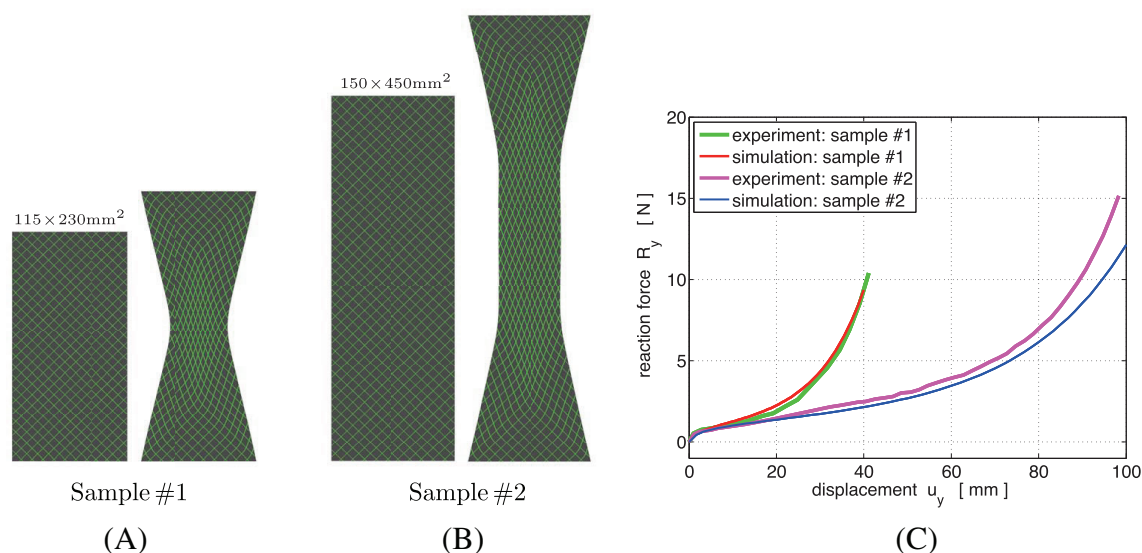 115×230mm²
Sample #1
(A)
150×450mm²
Sample #2
(B)
20
15
10
5
0
0
20
40
60
80
100
reaction force R_y [ N ]
displacement u_y [ mm ]
experiment: sample #1
simulation: sample #1
experiment: sample #2
simulation: sample #2
(C)